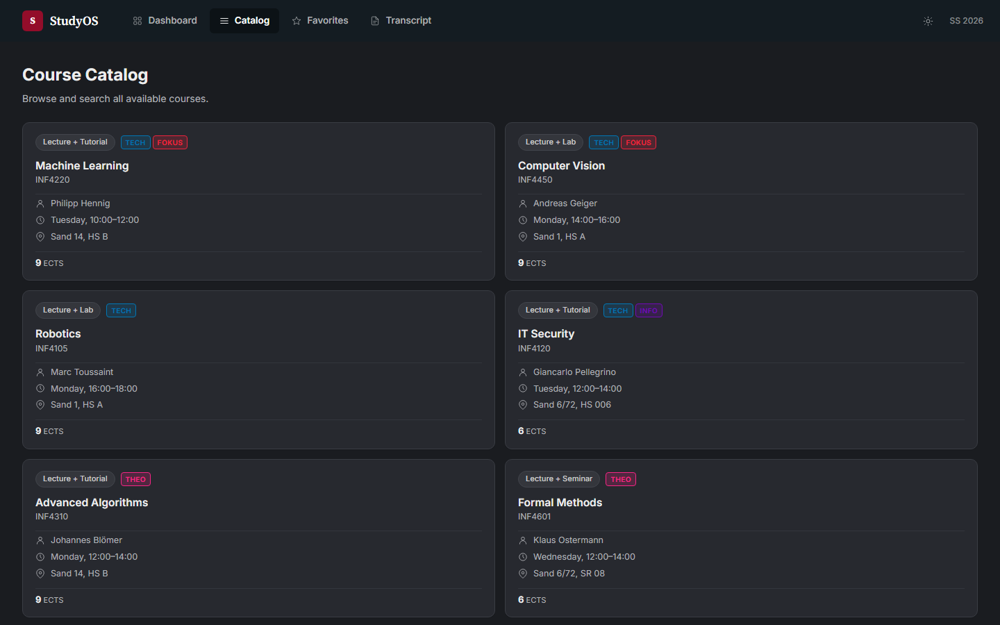 S StudyOS Dashboard Catalog Favorites Transcript SS 2026
Course Catalog
Browse and search all available courses.
Lecture + Tutorial TECH FOKUS
Machine Learning
INF4220
Philipp Hennig
Tuesday, 10:00–12:00
Sand 14, HS B
9 ECTS
Lecture + Lab TECH FOKUS
Computer Vision
INF4450
Andreas Geiger
Monday, 14:00–16:00
Sand 1, HS A
9 ECTS
Lecture + Lab TECH
Robotics
INF4105
Marc Toussaint
Monday, 16:00–18:00
Sand 1, HS A
9 ECTS
Lecture + Tutorial TECH INFO
IT Security
INF4120
Giancarlo Pellegrino
Tuesday, 12:00–14:00
Sand 6/72, HS 006
6 ECTS
Lecture + Tutorial THEO
Advanced Algorithms
INF4310
Johannes Blömer
Monday, 12:00–14:00
Sand 14, HS B
9 ECTS
Lecture + Seminar THEO
Formal Methods
INF4601
Klaus Ostermann
Wednesday, 12:00–14:00
Sand 6/72, SR 08
6 ECTS